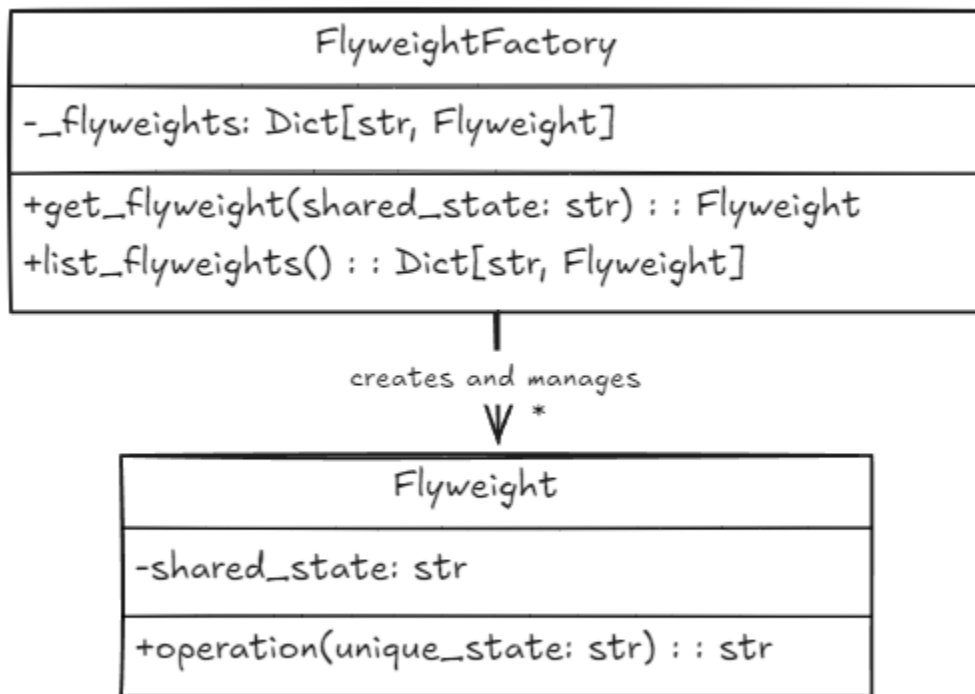 FlyweightFactory
-_flyweights: Dict[str, Flyweight]
+get_flyweight(shared_state: str) : : Flyweight
+list_flyweights() : : Dict[str, Flyweight]
creates and manages
*
Flyweight
-shared_state: str
+operation(unique_state: str) : : str